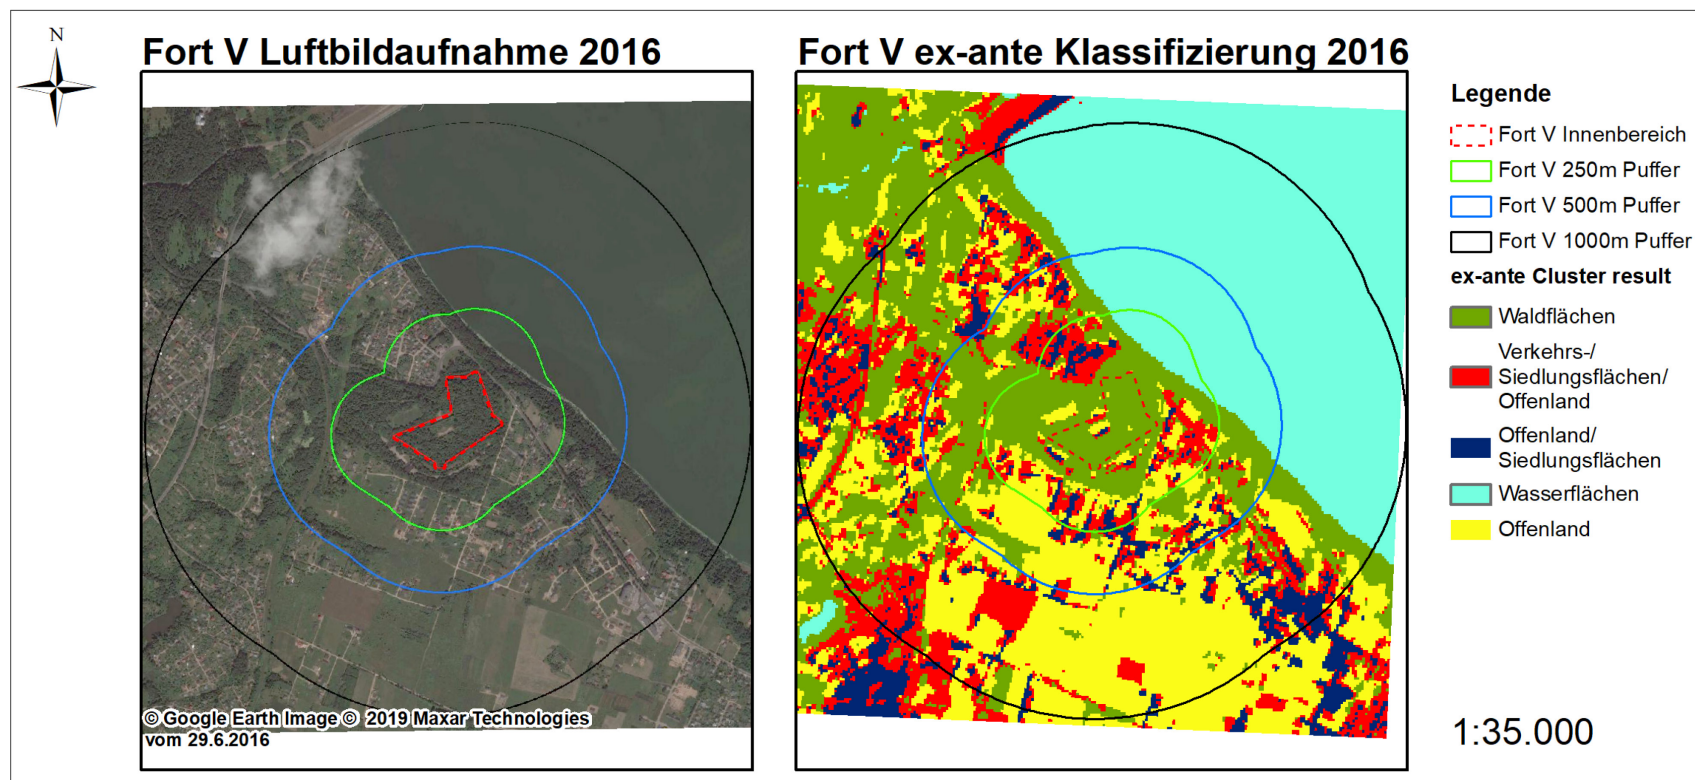 N
Fort V Luftbildaufnahme 2016
© Google Earth Image © 2019 Maxar Technologies
vom 29.6.2016
Fort V ex-ante Klassifizierung 2016
Legende
Fort V Innenbereich
Fort V 250m Puffer
Fort V 500m Puffer
Fort V 1000m Puffer
ex-ante Cluster result
Waldflächen
Verkehrs-/
Siedlungsflächen/
Offenland
Offenland/
Siedlungsflächen
Wasserflächen
Offenland
1:35.000